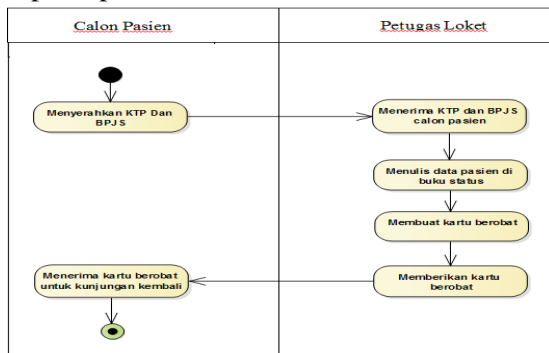 Calon Pasien
Petugas Loket
Menyerahkan KTP Dan
BPJS
Menerima KTP dan BPJS
calon pasien
Menulis data pasien di
buku status
Membuat kartu berobat
Memberikan kartu
berobat
Menerima kartu berobat
untuk kunjungan kembali